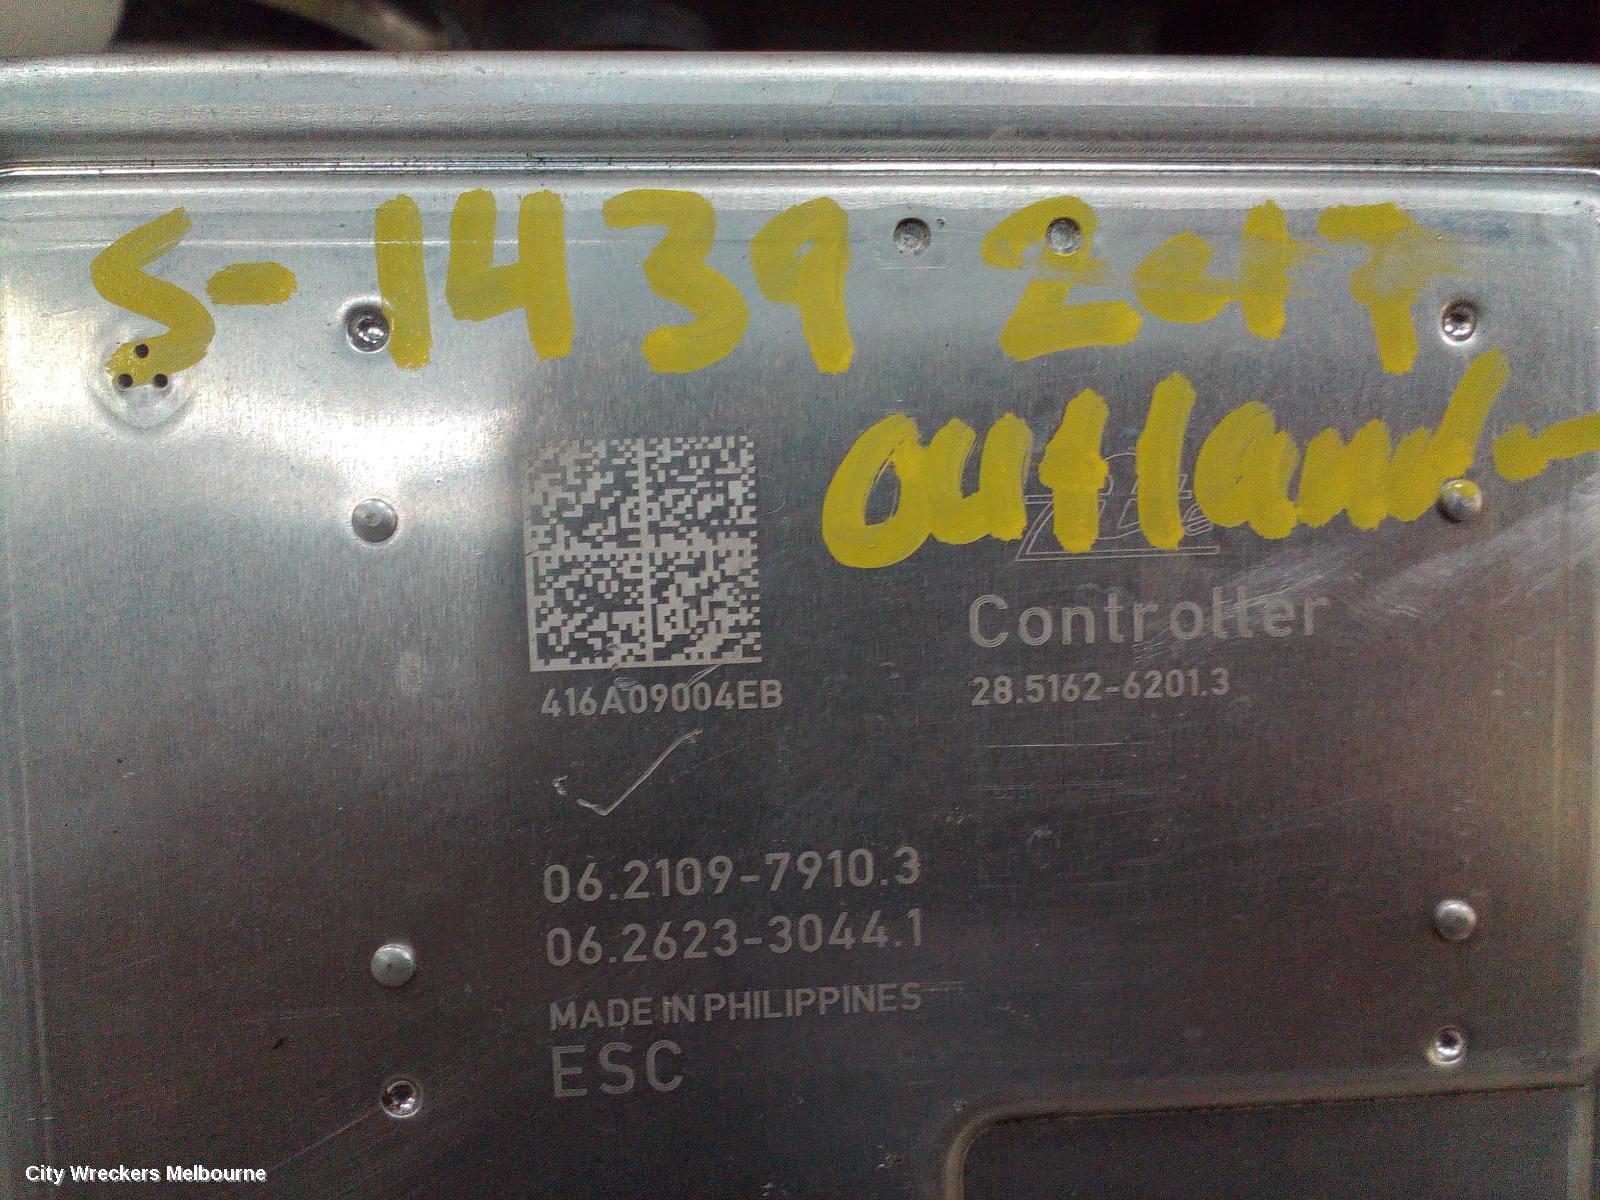 S-1439 2017
Outland
416A09004EB
Controller
28.5162-6201.3
06.2109-7910.3
06.2623-3044.1
MADE IN PHILIPPINES
ESC
City Wreckers Melbourne